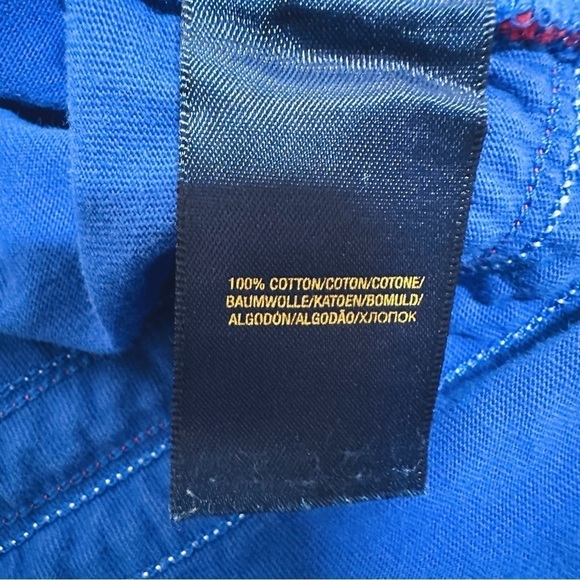 100% COTTON/COTON/COTONE/
BAUMWOLLE/KATOEN/BOMULD/
ALGODÓN/ALGODÃO/ХЛОПОК